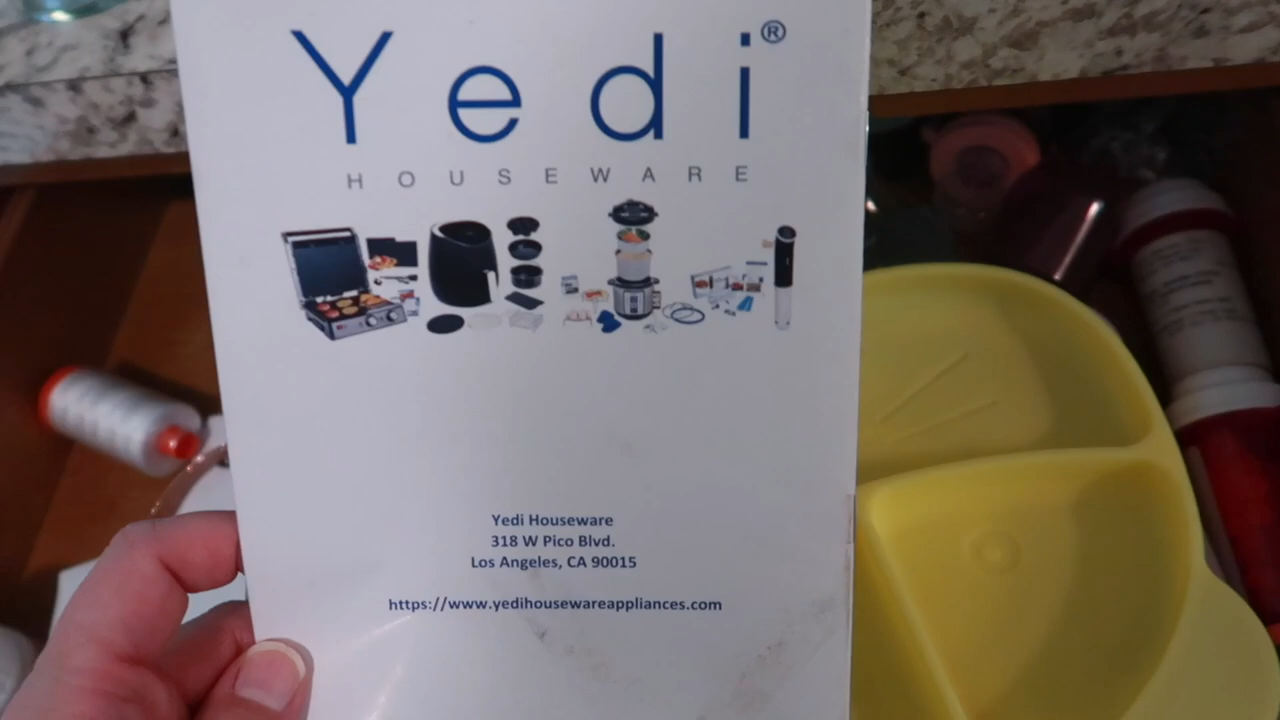 Yedi®
HOUSEWARE
Yedi Houseware
318 W Pico Blvd.
Los Angeles, CA 90015
https://www.yedihousewareappliances.com